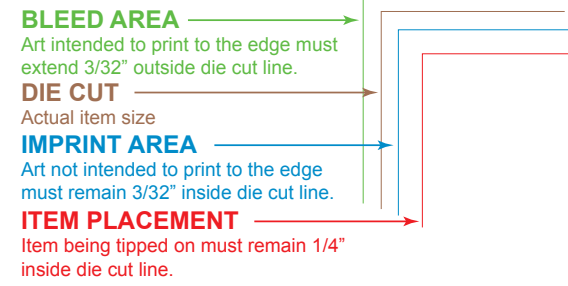 BLEED AREA
Art intended to print to the edge must
extend 3/32” outside die cut line.
DIE CUT
Actual item size
IMPRINT AREA
Art not intended to print to the edge
must remain 3/32” inside die cut line.
ITEM PLACEMENT
Item being tipped on must remain 1/4”
inside die cut line.